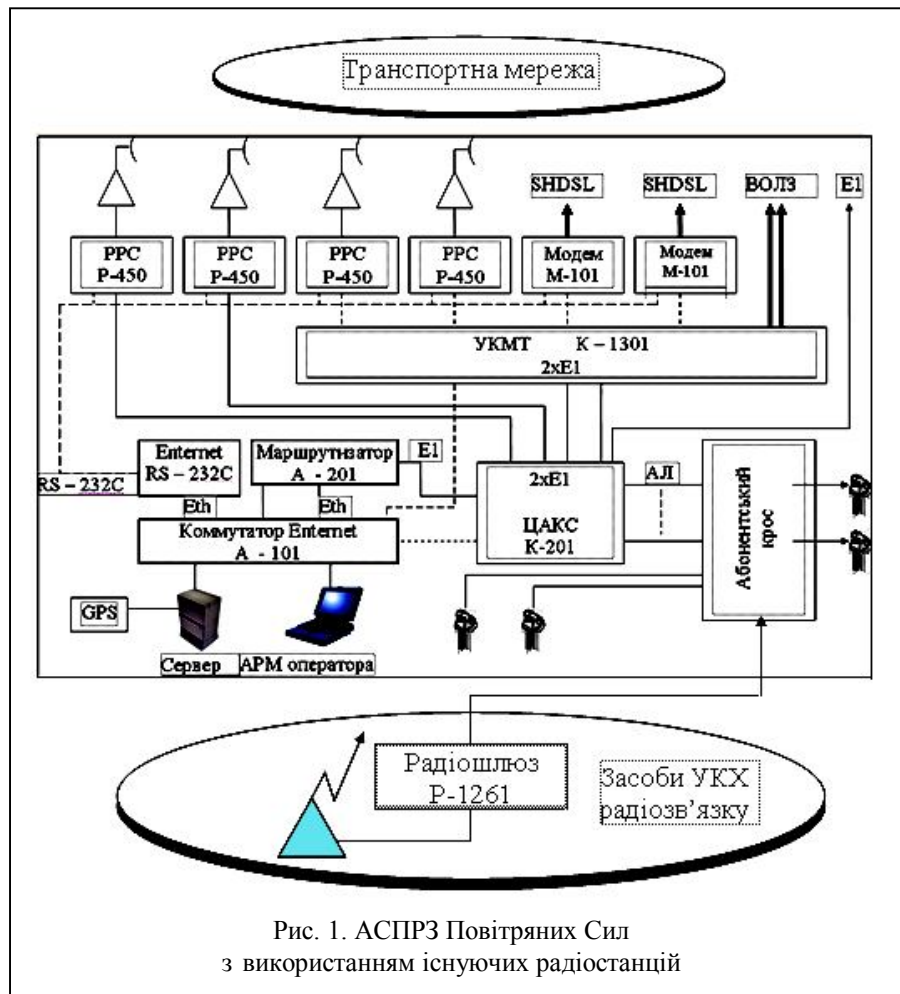 Транспортна мережа
SHDSL
SHDSL
ВОЛЗ
E1
РРС
Р-450
РРС
Р-450
РРС
Р-450
РРС
Р-450
Модем
М-101
Модем
М-101
УКМТ К – 1301
2xE1
Enternet
RS – 232C
Маршрутизатор
А - 201
E1
2xE1
ЦАКС
К-201
АЛ
Абонентський
крос
RS – 232C
Eth
Eth
Коммутатор Enternet
А - 101
GPS
Сервер
АРМ оператора
Радіошлюз
Р-1261
Засоби УКХ
радіозв’язку
Рис. 1. АСПРЗ Повітряних Сил
з використанням існуючих радіостанцій